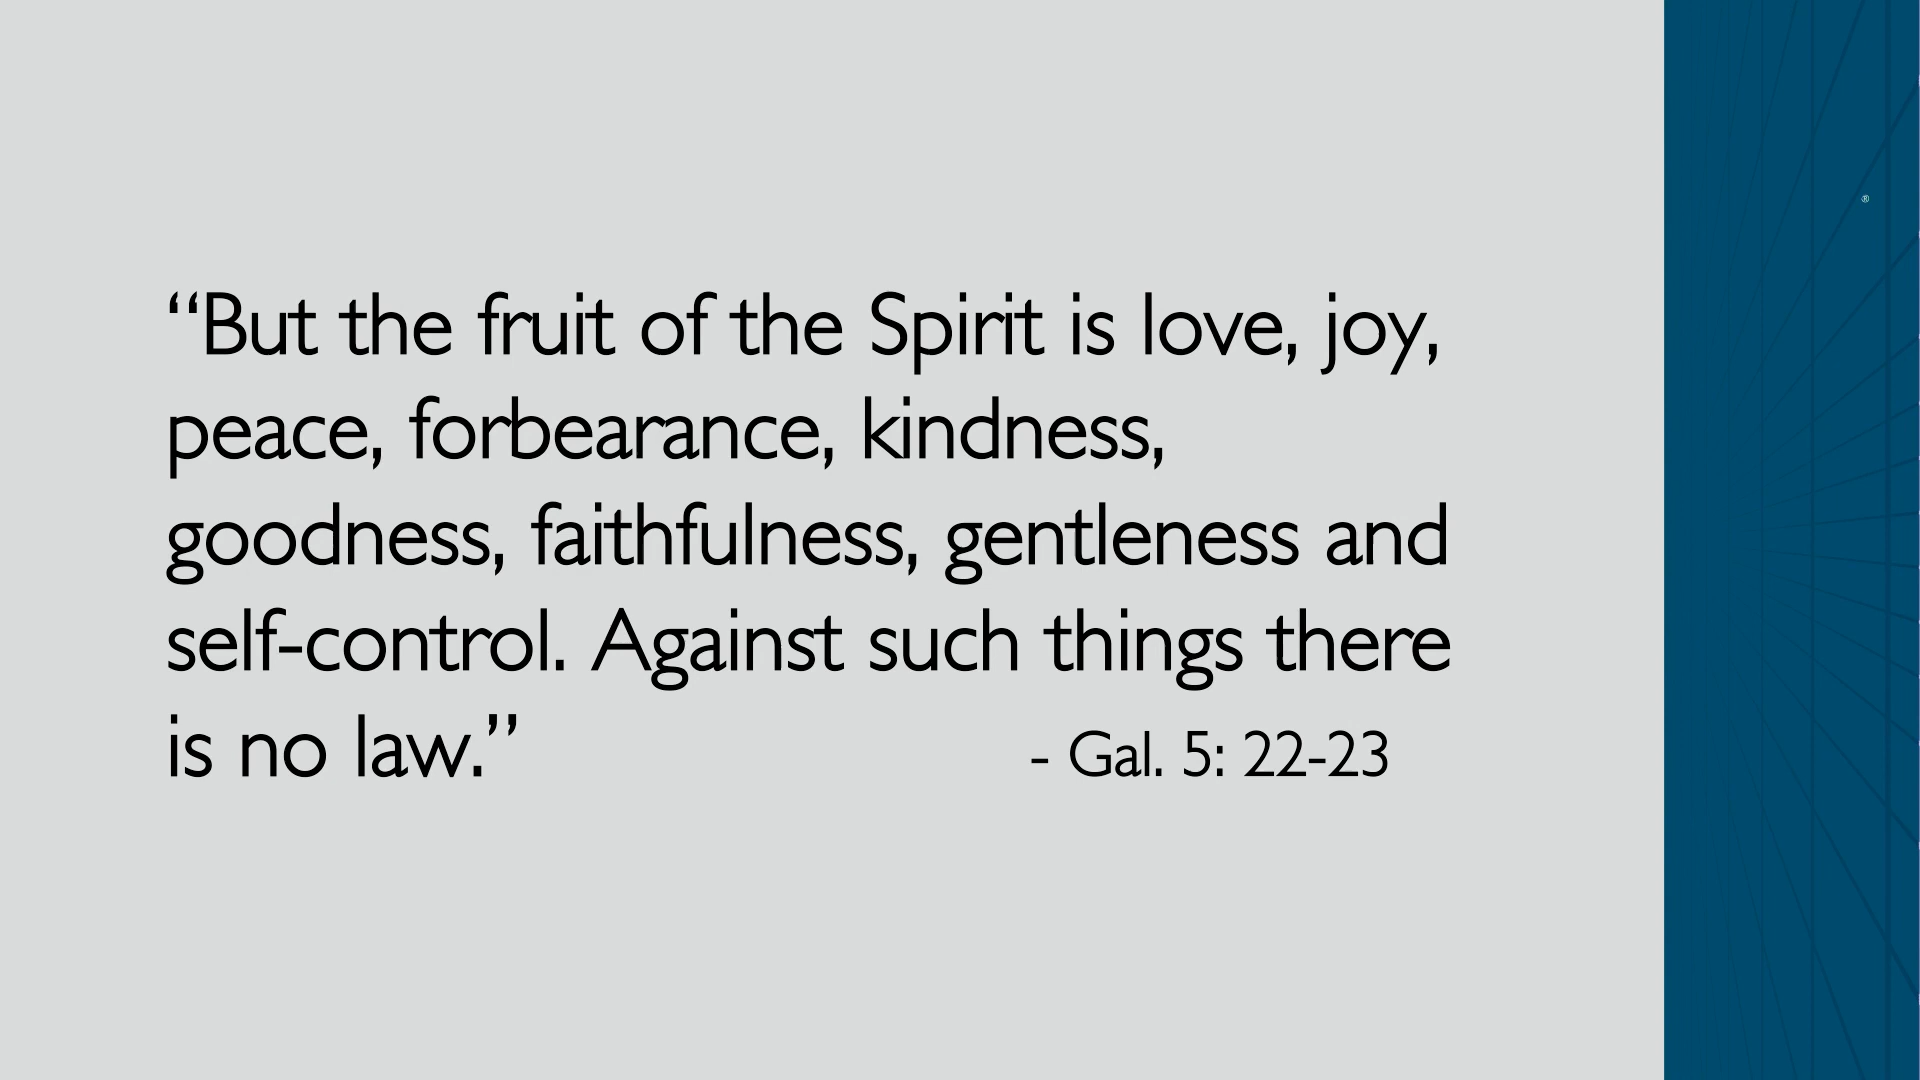 “But the fruit of the Spirit is love, joy,
peace, forbearance, kindness,
goodness, faithfulness, gentleness and
self-control. Against such things there
is no law.” - Gal. 5: 22-23
®